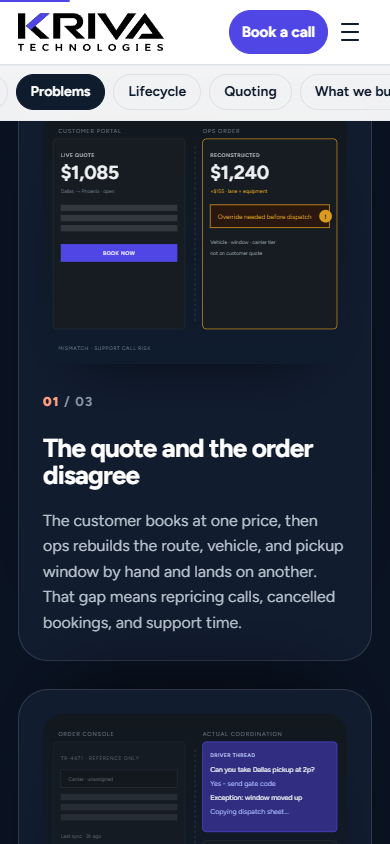 KRIVA
TECHNOLOGIES
Book a call
Problems
Lifecycle
Quoting
What we bu
CUSTOMER PORTAL
OPS ORDER
LIVE QUOTE
$1,085
Dallas → Phoenix · open
BOOK NOW
RECONSTRUCTED
$1,240
+$155 · lane + equipment
Override needed before dispatch
!
Vehicle · window · carrier tier
not on customer quote
MISMATCH · SUPPORT CALL RISK
01 / 03
The quote and the order
disagree
The customer books at one price, then
ops rebuilds the route, vehicle, and pickup
window by hand and lands on another.
That gap means repricing calls, cancelled
bookings, and support time.
ORDER CONSOLE
ACTUAL COORDINATION
TR-4471 · REFERENCE ONLY
Carrier · unassigned
Last sync · 3h ago
DRIVER THREAD
Can you take Dallas pickup at 2p?
Yes - send gate code
Exception: window moved up
Copying dispatch sheet...